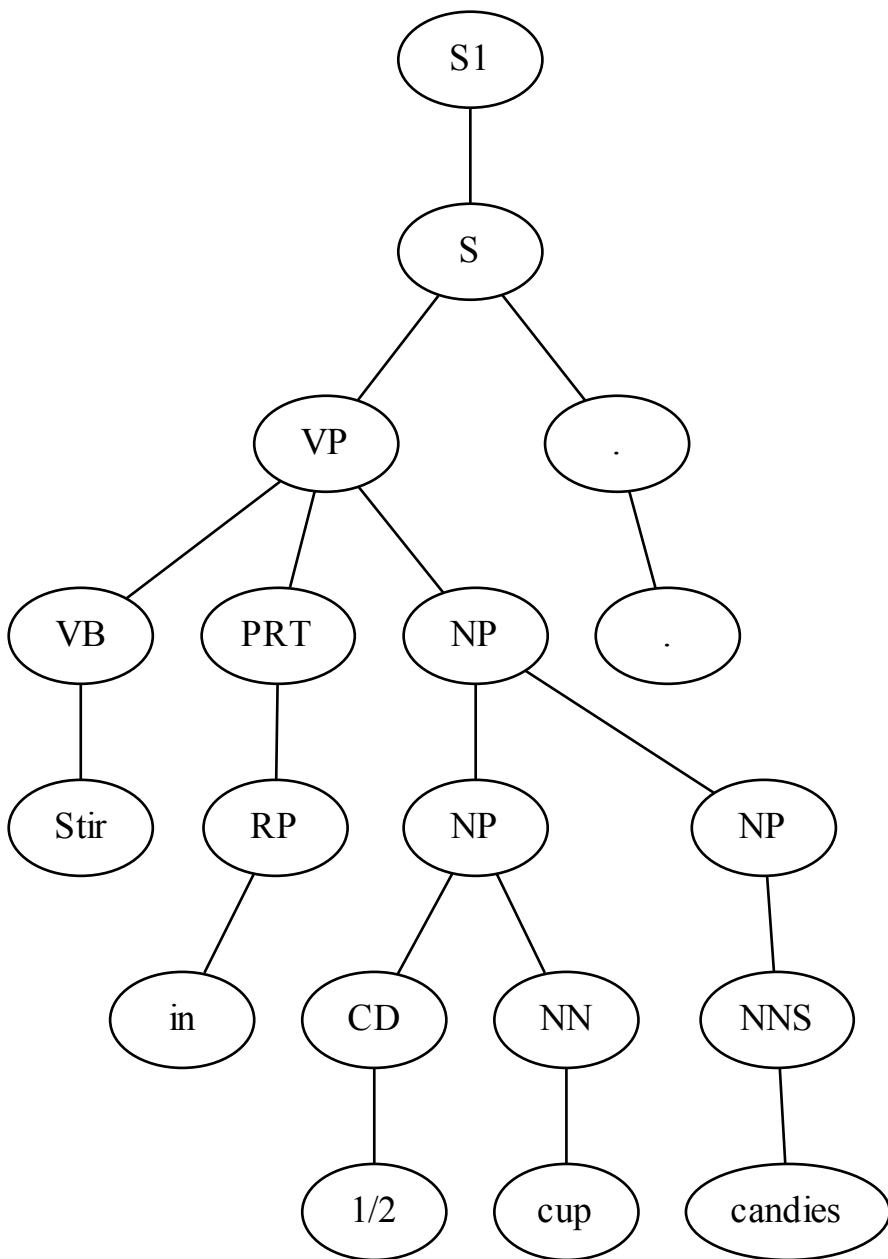 S1
S
VP .
VB PRT NP .
Stir RP NP NP
in CD NN NNS
1/2 cup candies